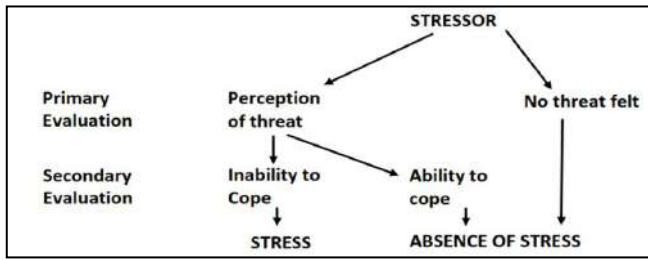 STRESSOR
Primary
Evaluation
Perception
of threat
No threat felt
Secondary
Evaluation
Inability to
Cope
Ability to
cope
STRESS
ABSENCE OF STRESS